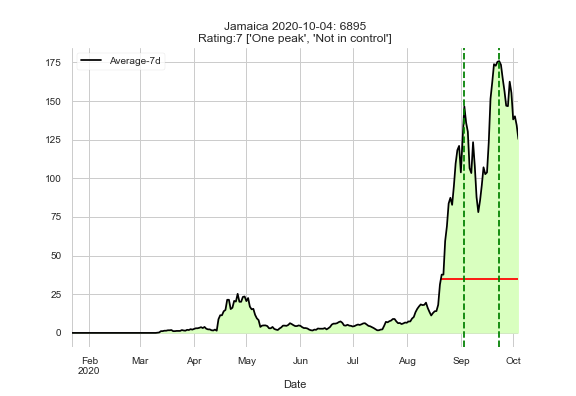 Jamaica 2020-10-04: 6895
Rating:7 ['One peak', 'Not in control']
Average-7d
175
150
125
100
75
50
25
0
Feb Mar Apr May Jun Jul Aug Sep Oct
2020
Date